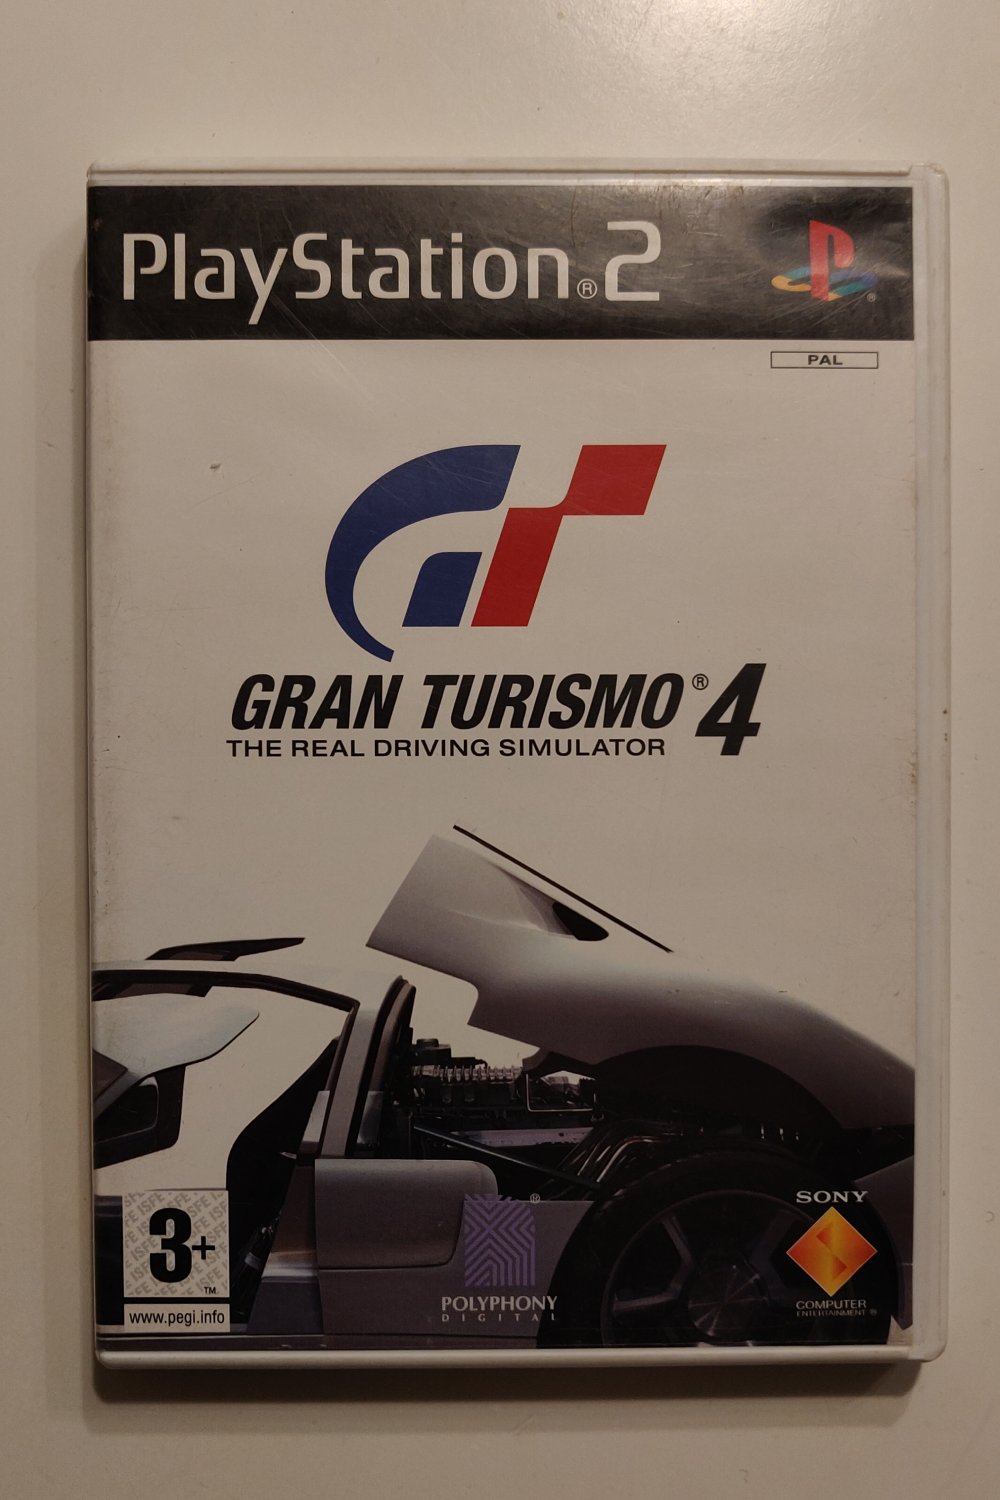 PlayStation®2
PAL
GRAN TURISMO® 4
THE REAL DRIVING SIMULATOR
3+
™
www.pegi.info
®
POLYPHONY
DIGITAL
SONY
COMPUTER
ENTERTAINMENT®